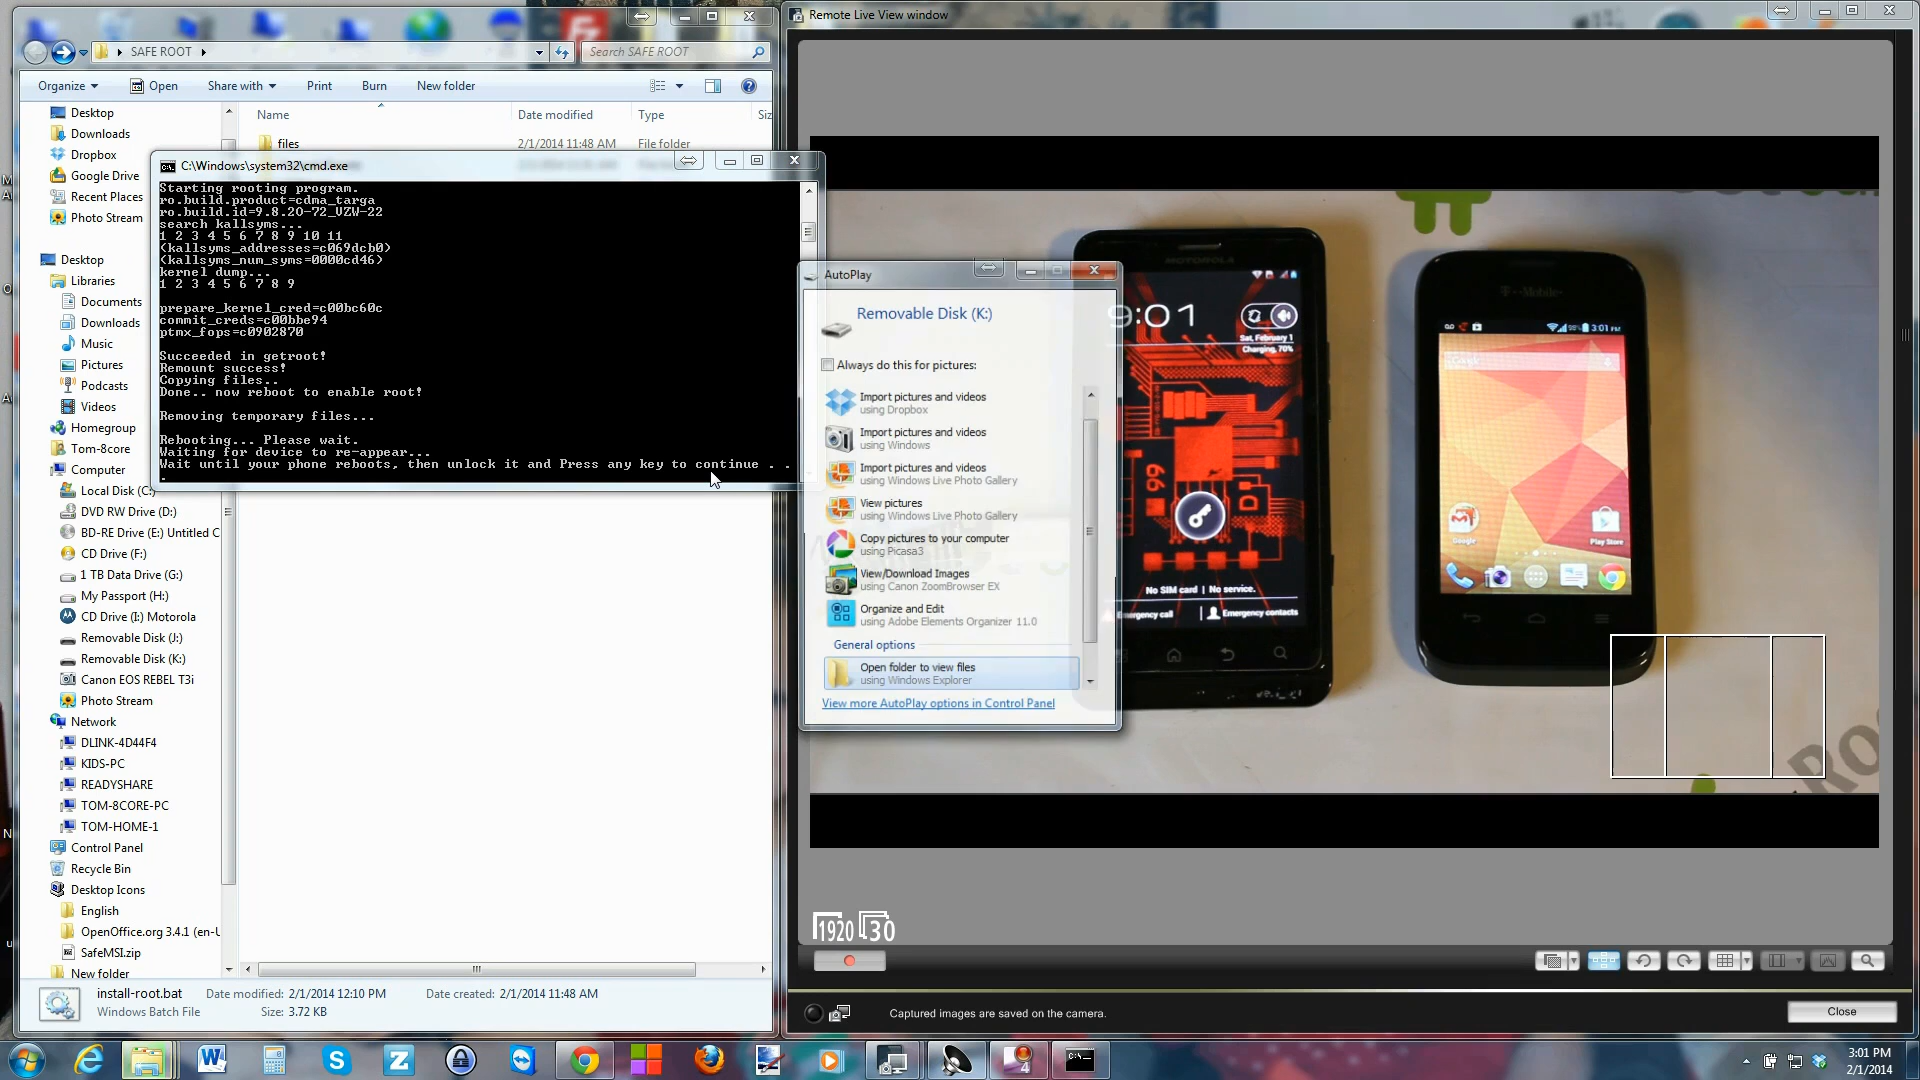 SAFE ROOT
Search SAFE ROOT
Organize
Open
Share with
Print
Burn
New folder
Name
Date modified
Type
Siz
files
2/1/2014 11:48 AM
File folder
Desktop
Downloads
Dropbox
Google Drive
Recent Places
Photo Stream
Desktop
Libraries
Documents
Downloads
Music
Pictures
Podcasts
Videos
Homegroup
Tom-8core
Computer
Local Disk (C:
DVD RW Drive (D:)
BD-RE Drive (E:) Untitled C
CD Drive (F:)
1 TB Data Drive (G:)
My Passport (H:)
CD Drive (I:) Motorola
Removable Disk (J:)
Removable Disk (K:)
Canon EOS REBEL T3i
Photo Stream
Network
DLINK-4D44F4
KIDS-PC
READYSHARE
TOM-8CORE-PC
TOM-HOME-1
Control Panel
Recycle Bin
Desktop Icons
English
OpenOffice.org 3.4.1 (en-U
SafeMSI.zip
New folder
install-root.bat
Windows Batch File
Date modified: 2/1/2014 12:10 PM
Size: 3.72 KB
Date created: 2/1/2014 11:48 AM
C:\Windows\system32\cmd.exe
Starting rooting program.
ro.build.product=cdma_targa
ro.build.id=9.8.2O-72_VZW-22
search kallsyms...
1 2 3 4 5 6 7 8 9 10 11
(kallsyms_addresses=c069dcb0)
(kallsyms_num_syms=0000cd46)
kernel dump...
1 2 3 4 5 6 7 8 9
prepare_kernel_cred=c00bc60c
commit_creds=c00bbe94
ptmx_fops=c0902870
Succeeded in getroot!
Remount success!
Copying files..
Done.. now reboot to enable root!
Removing temporary files...
Rebooting... Please wait.
Waiting for device to re-appear...
Wait until your phone reboots, then unlock it and Press any key to continue . .
.
AutoPlay
Removable Disk (K:)
Always do this for pictures:
Import pictures and videos
using Dropbox
Import pictures and videos
using Windows
Import pictures and videos
using Windows Live Photo Gallery
View pictures
using Windows Live Photo Gallery
Copy pictures to your computer
using Picasa3
View/Download Images
using Canon ZoomBrowser EX
Organize and Edit
using Adobe Elements Organizer 11.0
General options
Open folder to view files
using Windows Explorer
View more AutoPlay options in Control Panel
Remote Live View window
MOTOROLA
9:01
Sat, February 1
Charging, 70%
No SIM card | No service.
Emergency contacts
T-Mobile
98% 3:01 PM
Google
Play Store
1920 30
Captured images are saved on the camera.
Close
3:01 PM
2/1/2014